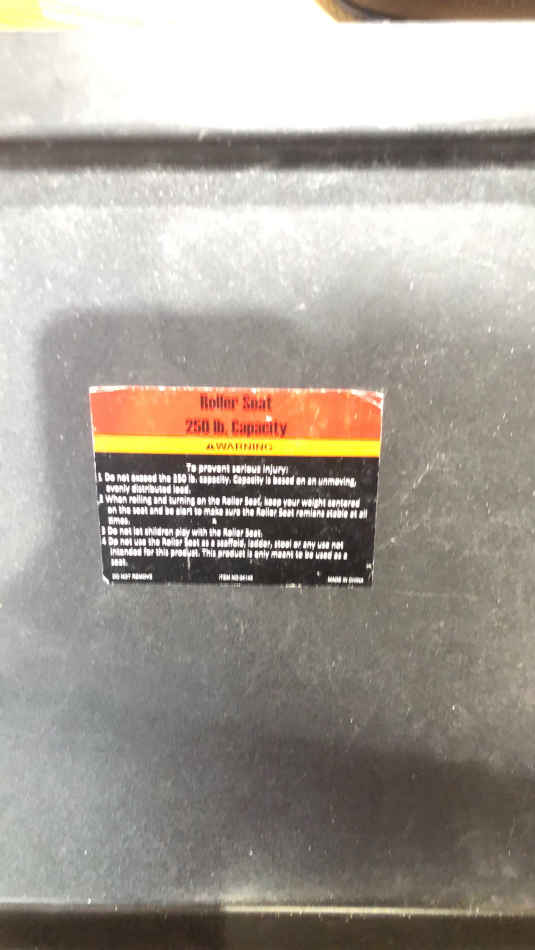 Roller Seat
250 lb. Capacity
⚠WARNING
To prevent serious injury:
1 Do not exceed the 250 lb. capacity. Capacity is based on an unmoving,
evenly distributed load.
2 When rolling and turning on the Roller Seat, keep your weight centered
on the seat and be alert to make sure the Roller Seat remians stable at all
times.
3 Do not let children play with the Roller Seat.
4 Do not use the Roller Seat as a scaffold, ladder, stool or any use not
intended for this product. This product is only meant to be used as a
seat.
DO NOT REMOVE ITEM NO MADE IN CHINA